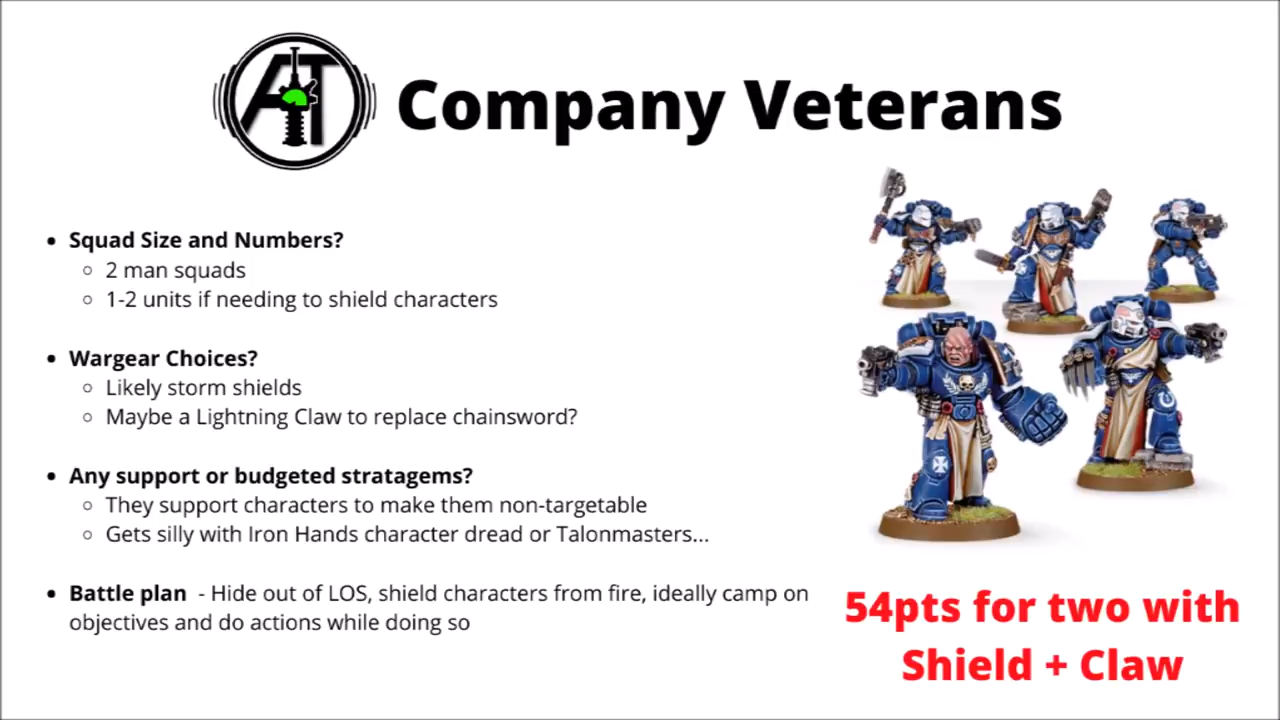 AT
Company Veterans
• Squad Size and Numbers?
○ 2 man squads
○ 1-2 units if needing to shield characters
• Wargear Choices?
○ Likely storm shields
○ Maybe a Lightning Claw to replace chainsword?
• Any support or budgeted stratagems?
○ They support characters to make them non-targetable
○ Gets silly with Iron Hands character dread or Talonmasters...
• Battle plan - Hide out of LOS, shield characters from fire, ideally camp on
objectives and do actions while doing so
54pts for two with
Shield + Claw